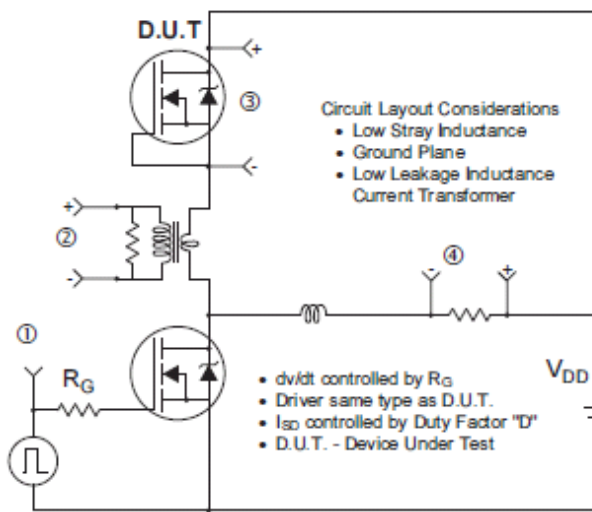 D.U.T
+
③
-
Circuit Layout Considerations
• Low Stray Inductance
• Ground Plane
• Low Leakage Inductance
Current Transformer
+
②
-
④
- +
①
RG
VDD
• dv/dt controlled by RG
• Driver same type as D.U.T.
• ISD controlled by Duty Factor "D"
• D.U.T. - Device Under Test